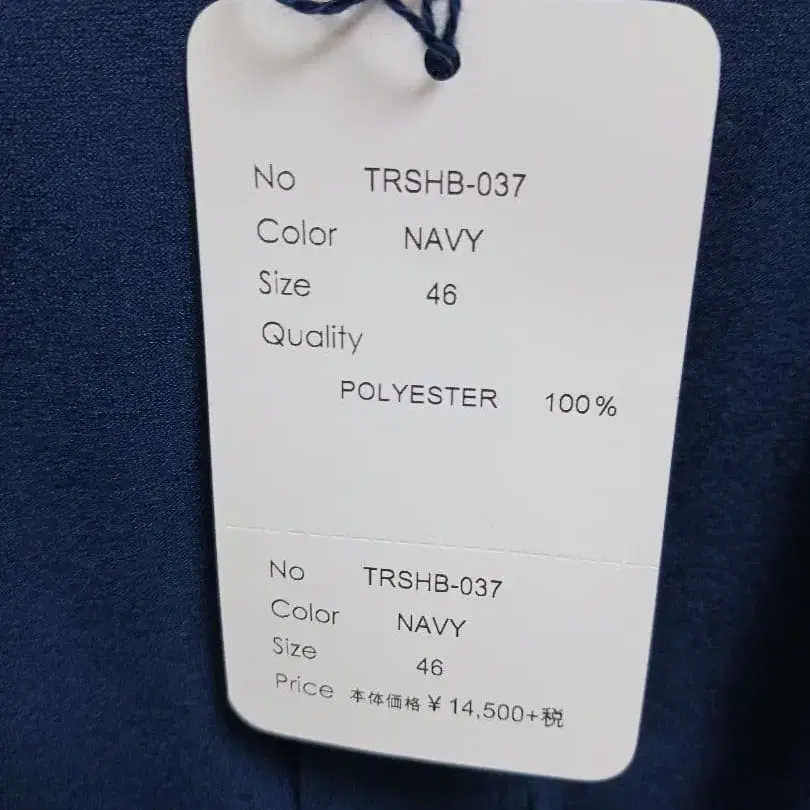 No TRSHB-037
Color NAVY
Size 46
Quality
POLYESTER 100%
No TRSHB-037
Color NAVY
Size 46
Price 本体価格 ¥ 14,500+税